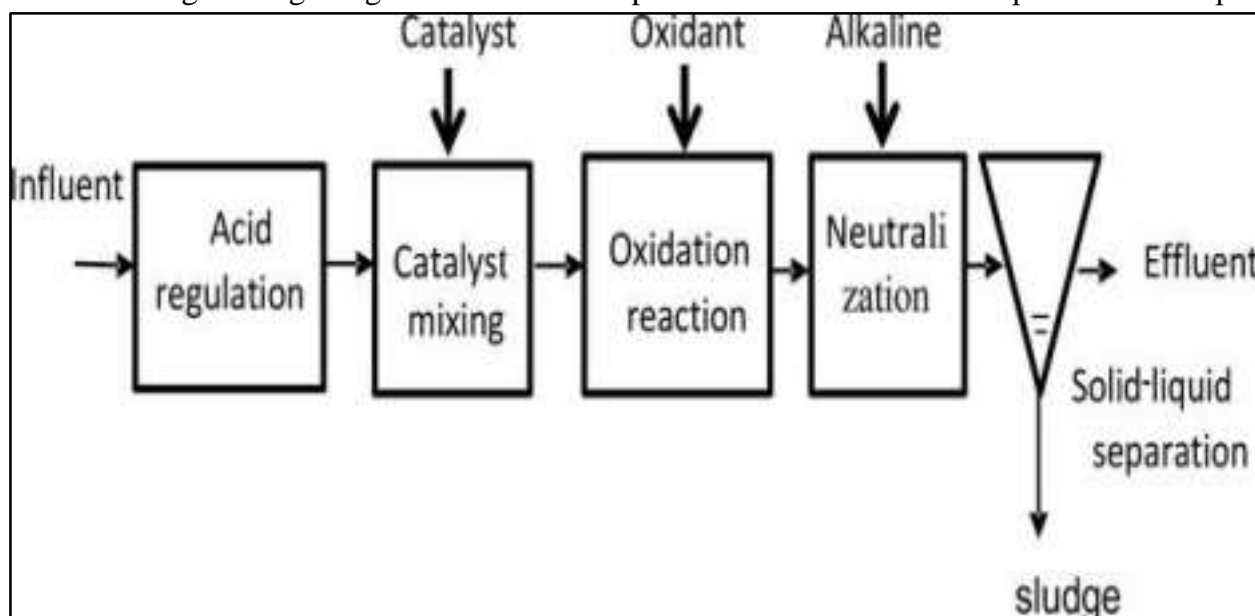 Catalyst
Oxidant
Alkaline
Influent
Acid
regulation
Catalyst
mixing
Oxidation
reaction
Neutrali
zation
Effluent
Solid-liquid
separation
sludge